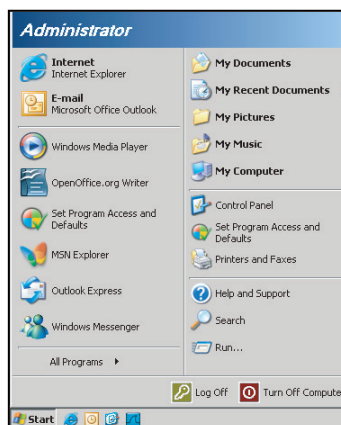 Administrator
Internet
Internet Explorer
E-mail
Microsoft Office Outlook
Windows Media Player
OpenOffice.org Writer
Set Program Access and
Defaults
MSN Explorer
Outlook Express
Windows Messenger
All Programs
My Documents
My Recent Documents
My Pictures
My Music
My Computer
Control Panel
Set Program Access and
Defaults
Printers and Faxes
Help and Support
Search
Run...
Log Off
Turn Off Compute
Start